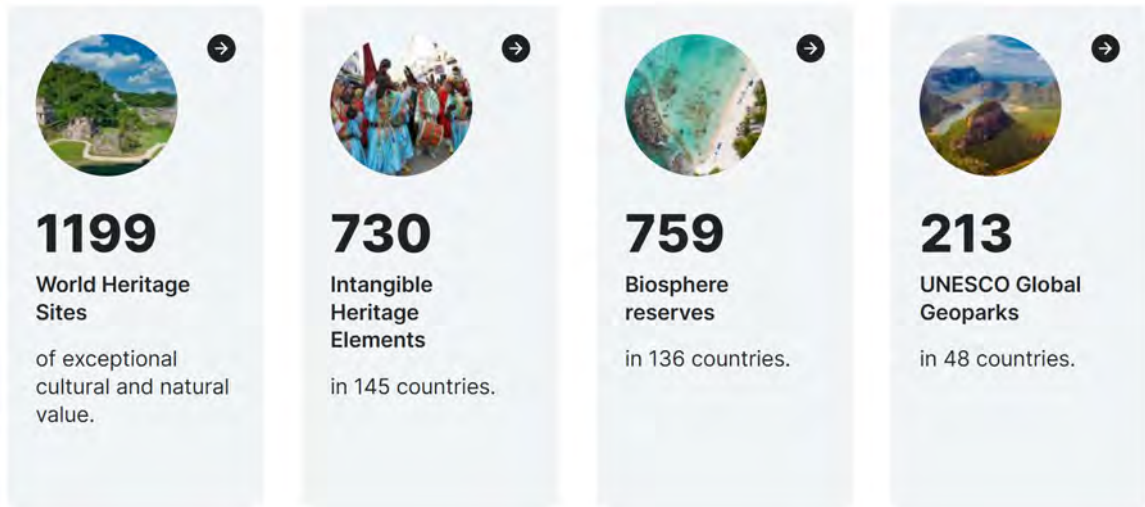 1199
World Heritage
Sites
of exceptional
cultural and natural
value.
730
Intangible
Heritage
Elements
in 145 countries.
759
Biosphere
reserves
in 136 countries.
213
UNESCO Global
Geoparks
in 48 countries.